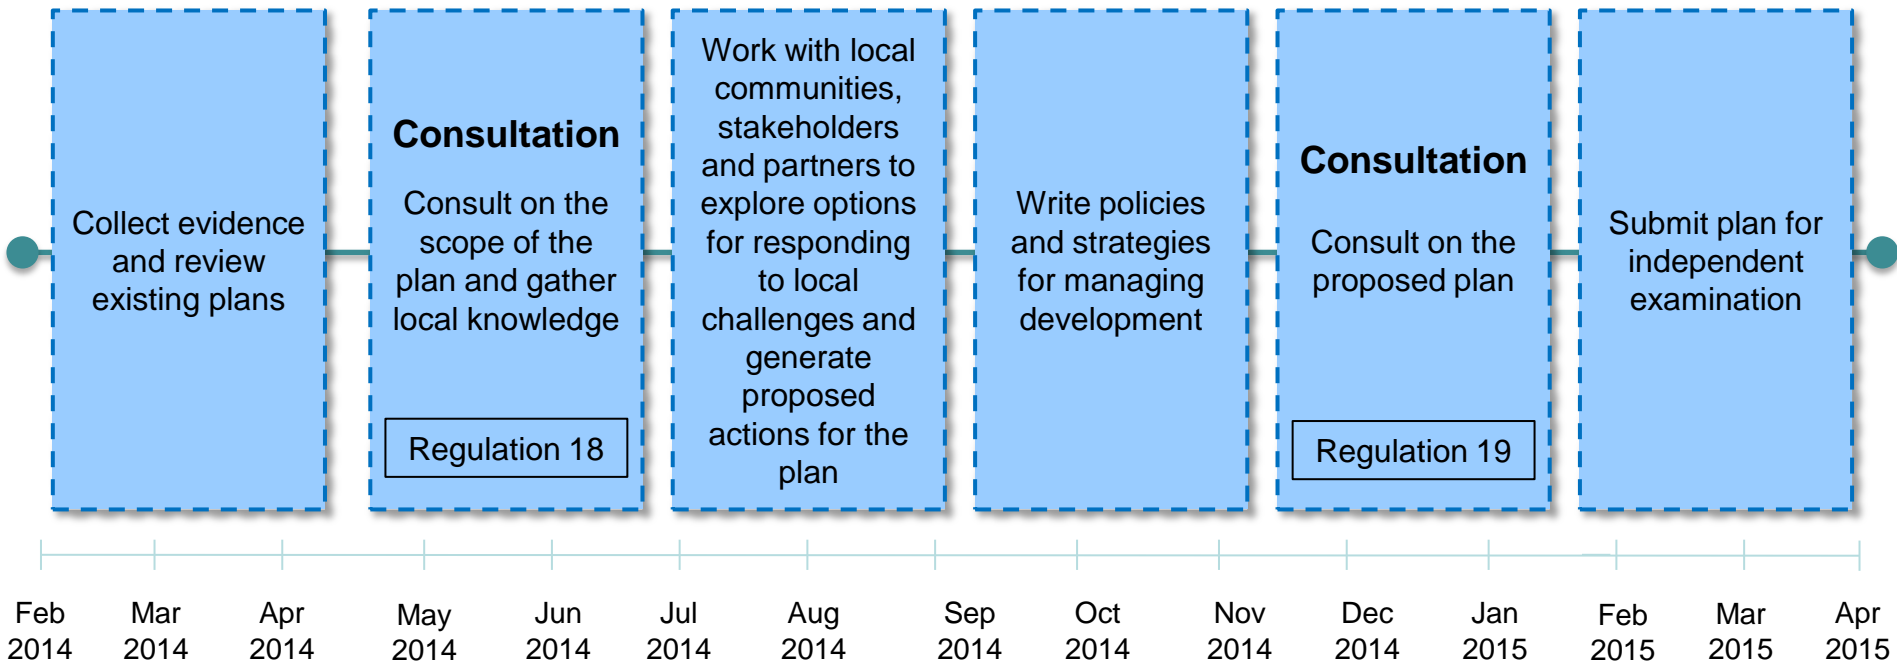 Collect evidence
and review
existing plans
Consultation
Consult on the
scope of the
plan and gather
local knowledge
Regulation 18
Work with local
communities,
stakeholders
and partners to
explore options
for responding
to local
challenges and
generate
proposed
actions for the
plan
Write policies
and strategies
for managing
development
Consultation
Consult on the
proposed plan
Regulation 19
Submit plan for
independent
examination
Feb
2014
Mar
2014
Apr
2014
May
2014
Jun
2014
Jul
2014
Aug
2014
Sep
2014
Oct
2014
Nov
2014
Dec
2014
Jan
2015
Feb
2015
Mar
2015
Apr
2015